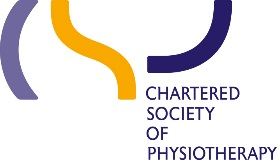 CHARTERED
SOCIETY
OF
PHYSIOTHERAPY